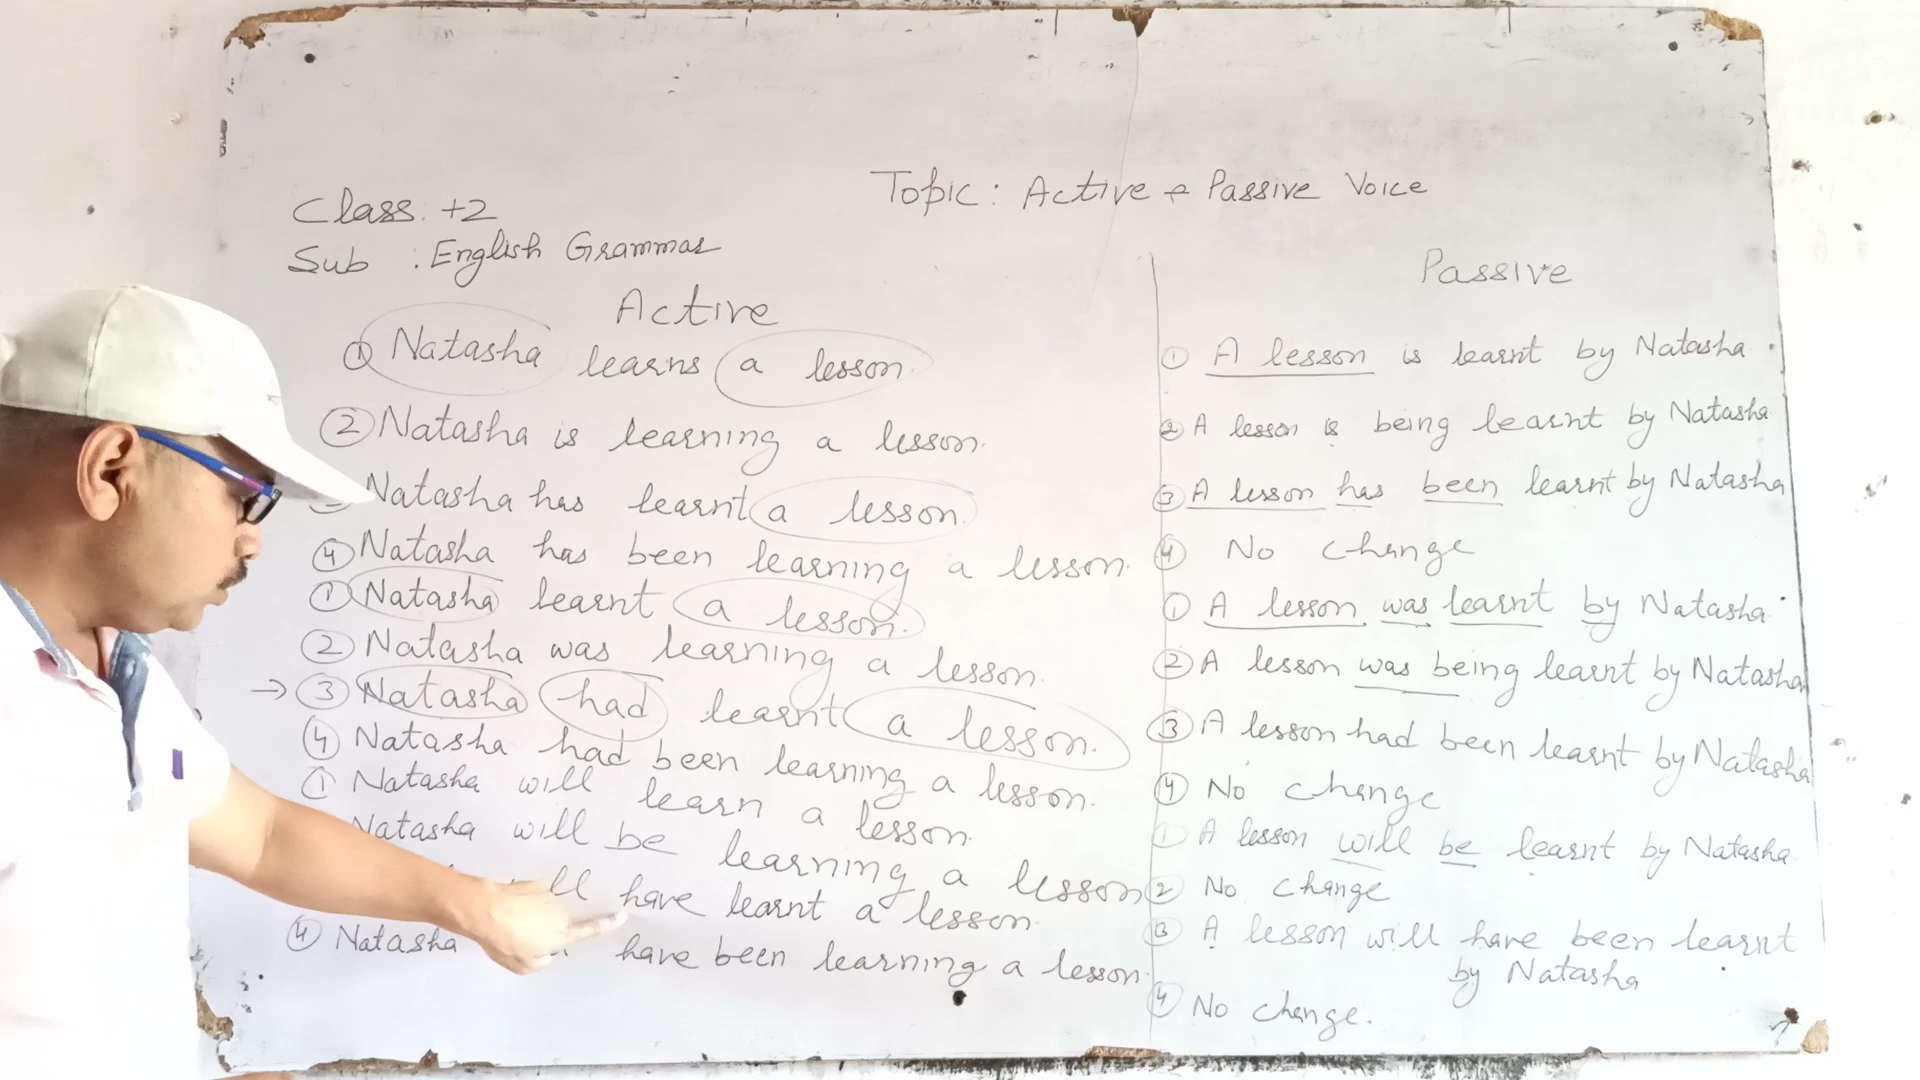 Topic: Active & Passive Voice
Class: +2
Sub : English Grammar
Active
① Natasha learns a lesson.
② Natasha is learning a lesson.
Natasha has learnt a lesson.
④ Natasha has been learning a lesson.
① Natasha learnt a lesson.
② Natasha was learning a lesson.
→ ③ Natasha had learnt a lesson.
④ Natasha had been learning a lesson.
① Natasha will learn a lesson.
Natasha will be learning a lesson
have learnt a lesson.
④ Natasha have been learning a lesson.
Passive
① A lesson is learnt by Natasha.
② A lesson is being learnt by Natasha
③ A lesson has been learnt by Natasha
④ No change
① A lesson was learnt by Natasha.
② A lesson was being learnt by Natasha
③ A lesson had been learnt by Natasha
④ No change
① A lesson will be learnt by Natasha.
② No change
③ A lesson will have been learnt
by Natasha
④ No change.